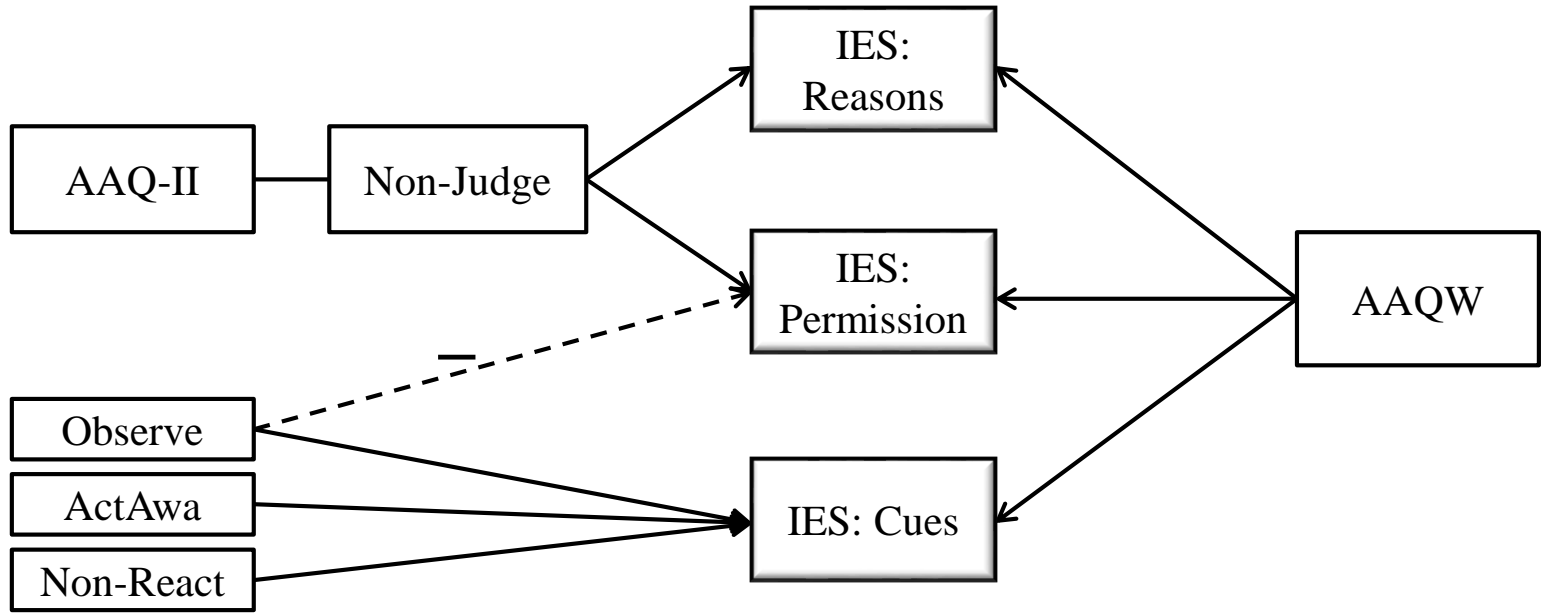 IES:
Reasons
AAQ-II
Non-Judge
IES:
Permission
AAQW
–
Observe
ActAwa
IES: Cues
Non-React